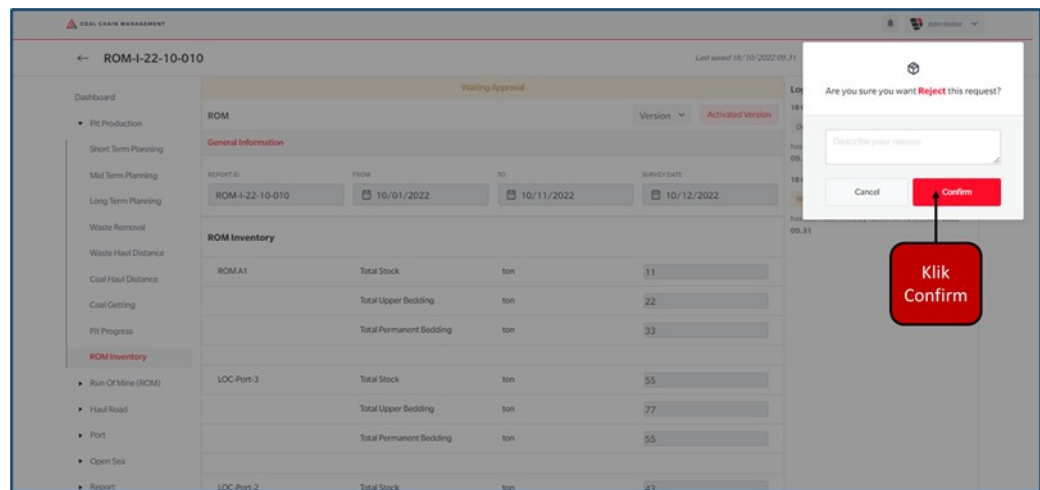 COAL CHAIN MANAGEMENT
ddm tester
← ROM-I-22-10-010
Last saved 18/10/2022 09.31
Dashboard
Pit Production
Short Term Planning
Mid Term Planning
Long Term Planning
Waste Removal
Waste Haul Distance
Coal Haul Distance
Coal Getting
Pit Progress
ROM Inventory
Run Of Mine (ROM)
Haul Road
Port
Open Sea
Report
Waiting Approval
ROM
Version
Activated Version
General Information
REPORT ID FROM TO SURVEY DATE
ROM-I-22-10-010 10/01/2022 10/11/2022 10/12/2022
ROM Inventory
ROM A1 Total Stock ton 11
Total Upper Bedding ton 22
Total Permanent Bedding ton 33
LOC-Port-3 Total Stock ton 55
Total Upper Bedding ton 77
Total Permanent Bedding ton 55
LOC-Port-2 Total Stock ton 43
Are you sure you want Reject this request?
Describe your reason
Cancel Confirm
09.31
Klik
Confirm